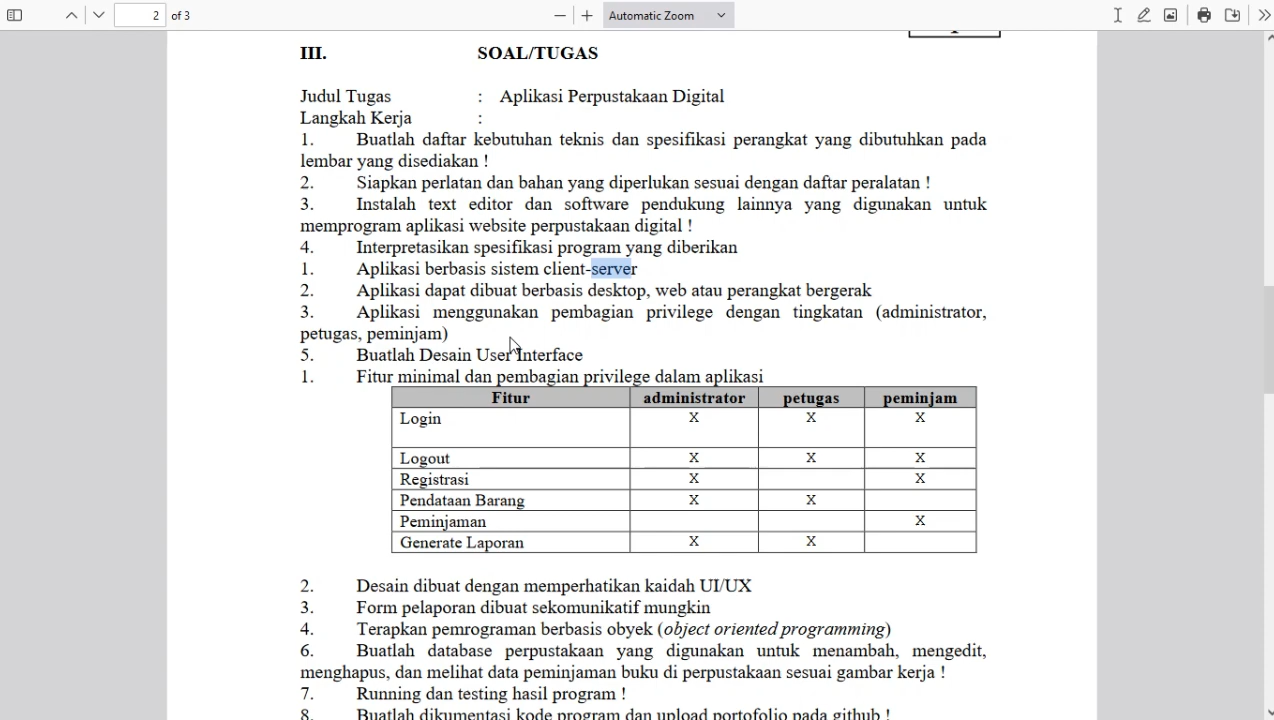 2 of 3
Automatic Zoom
III. SOAL/TUGAS
Judul Tugas : Aplikasi Perpustakaan Digital
Langkah Kerja :
1. Buatlah daftar kebutuhan teknis dan spesifikasi perangkat yang dibutuhkan pada
lembar yang disediakan !
2. Siapkan perlatan dan bahan yang diperlukan sesuai dengan daftar peralatan !
3. Instalah text editor dan software pendukung lainnya yang digunakan untuk
memprogram aplikasi website perpustakaan digital !
4. Interpretasikan spesifikasi program yang diberikan
1. Aplikasi berbasis sistem client-server
2. Aplikasi dapat dibuat berbasis desktop, web atau perangkat bergerak
3. Aplikasi menggunakan pembagian privilege dengan tingkatan (administrator,
petugas, peminjam)
5. Buatlah Desain User Interface
1. Fitur minimal dan pembagian privilege dalam aplikasi
Fitur administrator petugas peminjam
Login X X X
Logout X X X
Registrasi X X
Pendataan Barang X X
Peminjaman X
Generate Laporan X X
2. Desain dibuat dengan memperhatikan kaidah UI/UX
3. Form pelaporan dibuat sekomunikatif mungkin
4. Terapkan pemrograman berbasis obyek (object oriented programming)
6. Buatlah database perpustakaan yang digunakan untuk menambah, mengedit,
menghapus, dan melihat data peminjaman buku di perpustakaan sesuai gambar kerja !
7. Running dan testing hasil program !
8. Buatlah dikumentasi kode program dan upload portofolio pada github !